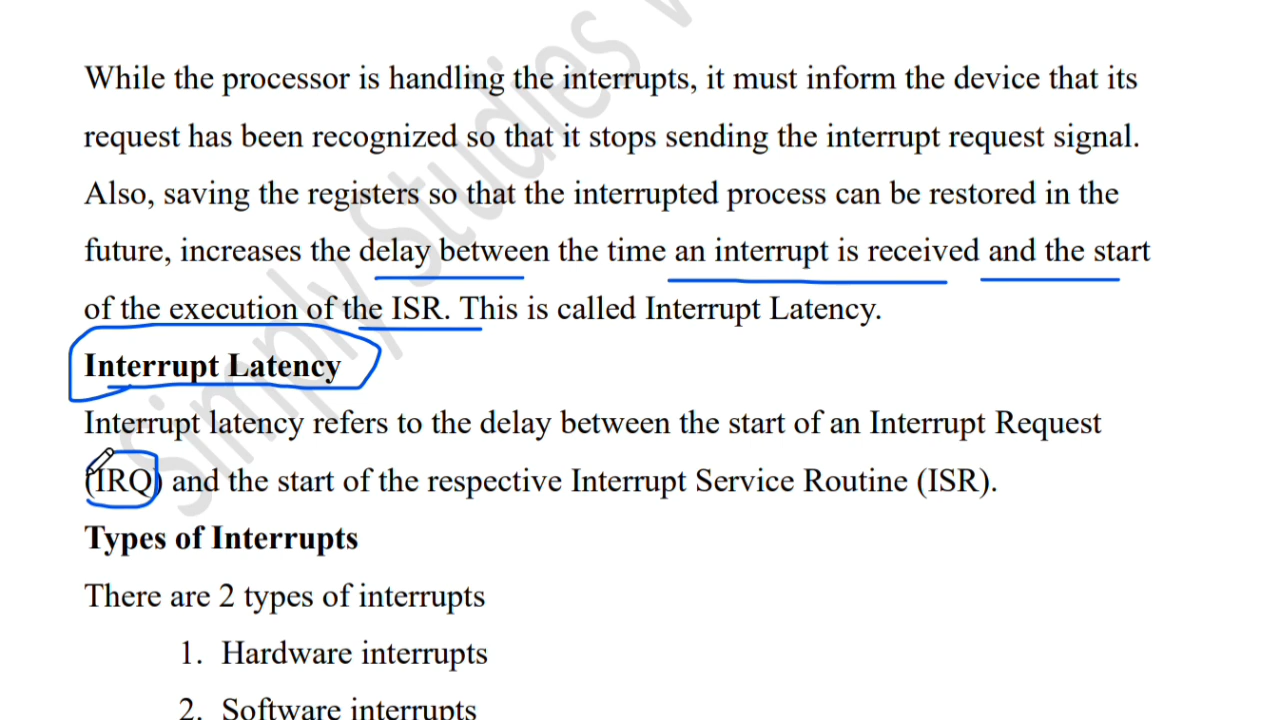 While the processor is handling the interrupts, it must inform the device that its
request has been recognized so that it stops sending the interrupt request signal.
Also, saving the registers so that the interrupted process can be restored in the
future, increases the delay between the time an interrupt is received and the start
of the execution of the ISR. This is called Interrupt Latency.
Interrupt Latency
Interrupt latency refers to the delay between the start of an Interrupt Request
(IRQ) and the start of the respective Interrupt Service Routine (ISR).
Types of Interrupts
There are 2 types of interrupts
1. Hardware interrupts
2. Software interrupts
Simply Studies